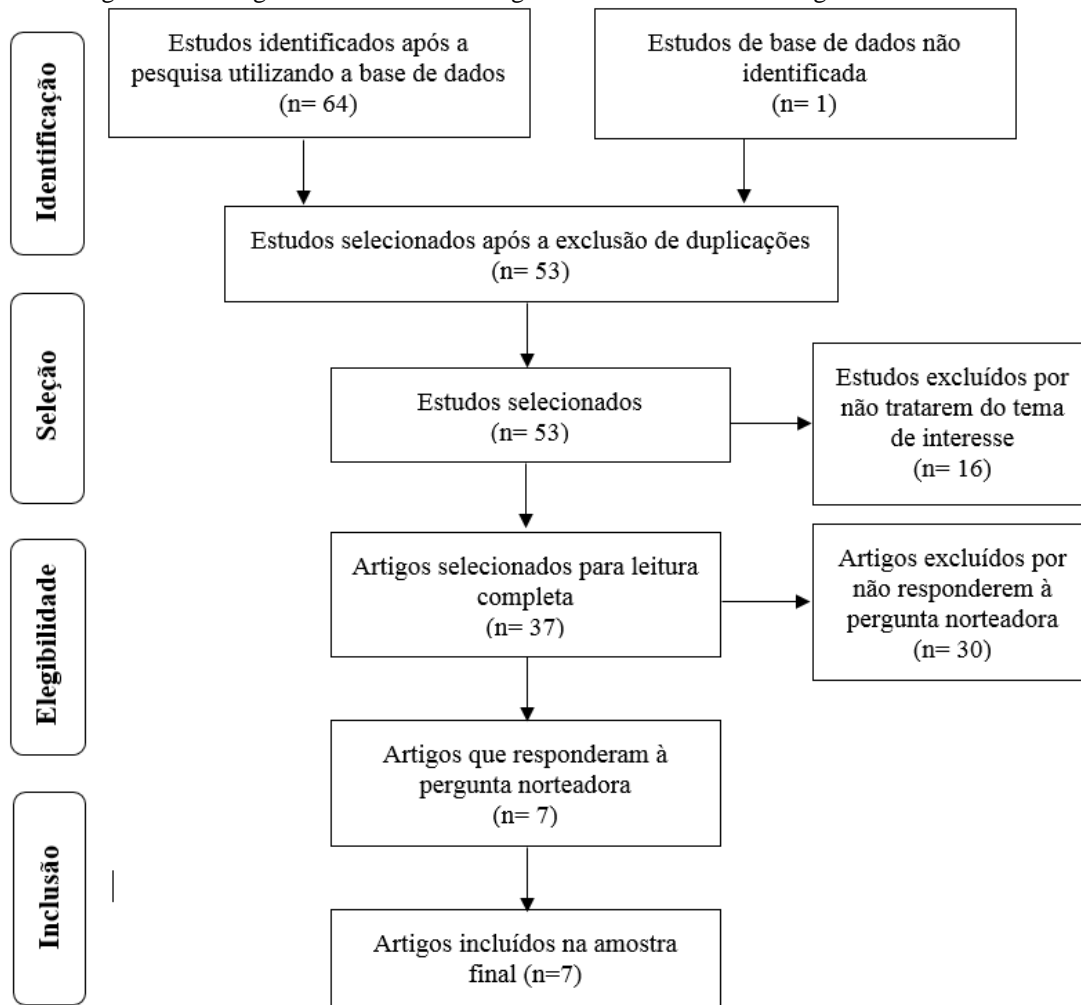 Identificação
Estudos identificados após a
pesquisa utilizando a base de dados
(n= 64)
Estudos de base de dados não
identificada
(n= 1)
Estudos selecionados após a exclusão de duplicações
(n= 53)
Seleção
Estudos selecionados
(n= 53)
Estudos excluídos por
não tratarem do tema
de interesse
(n= 16)
Elegibilidade
Artigos selecionados para leitura
completa
(n= 37)
Artigos excluídos por
não responderem à
pergunta norteadora
(n= 30)
Artigos que responderam à
pergunta norteadora
(n= 7)
Inclusão
Artigos incluídos na amostra
final (n=7)